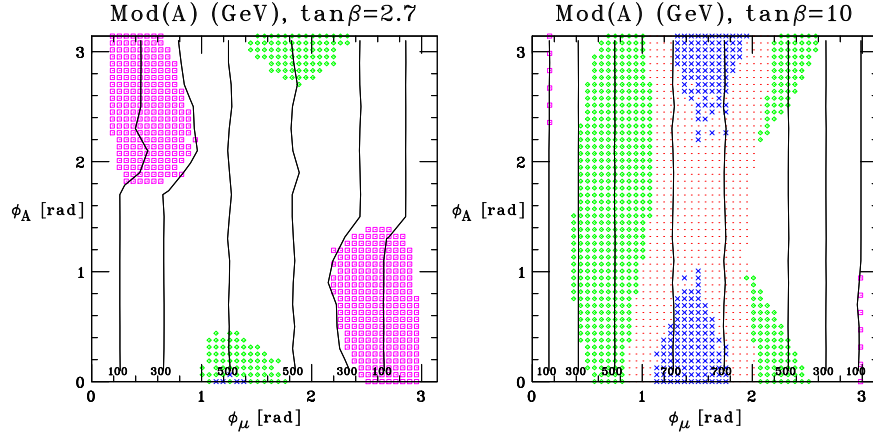 Mod(A) (GeV), tanβ=2.7
3
2
ϕA [rad]
1
0
100 300 500 500 300 100
0 1 2 3
ϕμ [rad]
Mod(A) (GeV), tanβ=10
3
2
ϕA [rad]
1
0
100 300 500 700 700 500 300 100
0 1 2 3
ϕμ [rad]